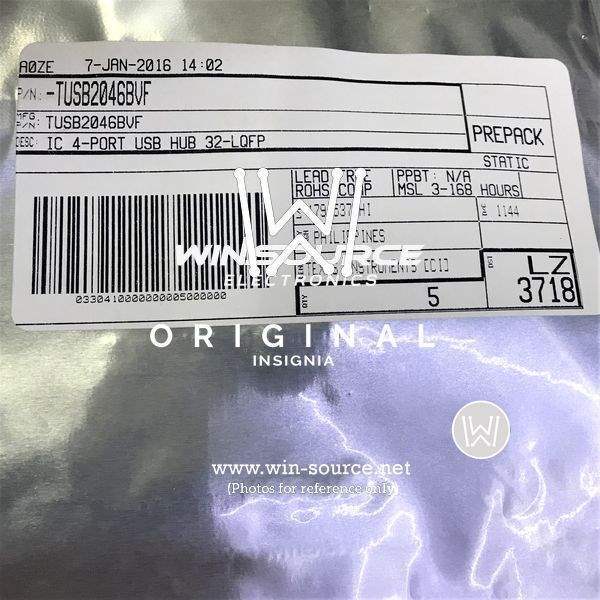 A0ZE 7-JAN-2016 14:02
P/N: -TUSB2046BVF
MFG P/N: TUSB2046BVF
DESC: IC 4-PORT USB HUB 32-LQFP
PREPACK
STATIC
LEAD FREE PPBT: N/A
ROHS COMP MSL 3-168 HOURS
1144
PHILIPPINES
WINSOURCE
ELECTRONICS
TEXAS INSTRUMENTS [CI]
QTY 5
LZ
3718
0330410000000005000000
ORIGINAL
INSIGNIA
W
www.win-source.net
(Photos for reference only)